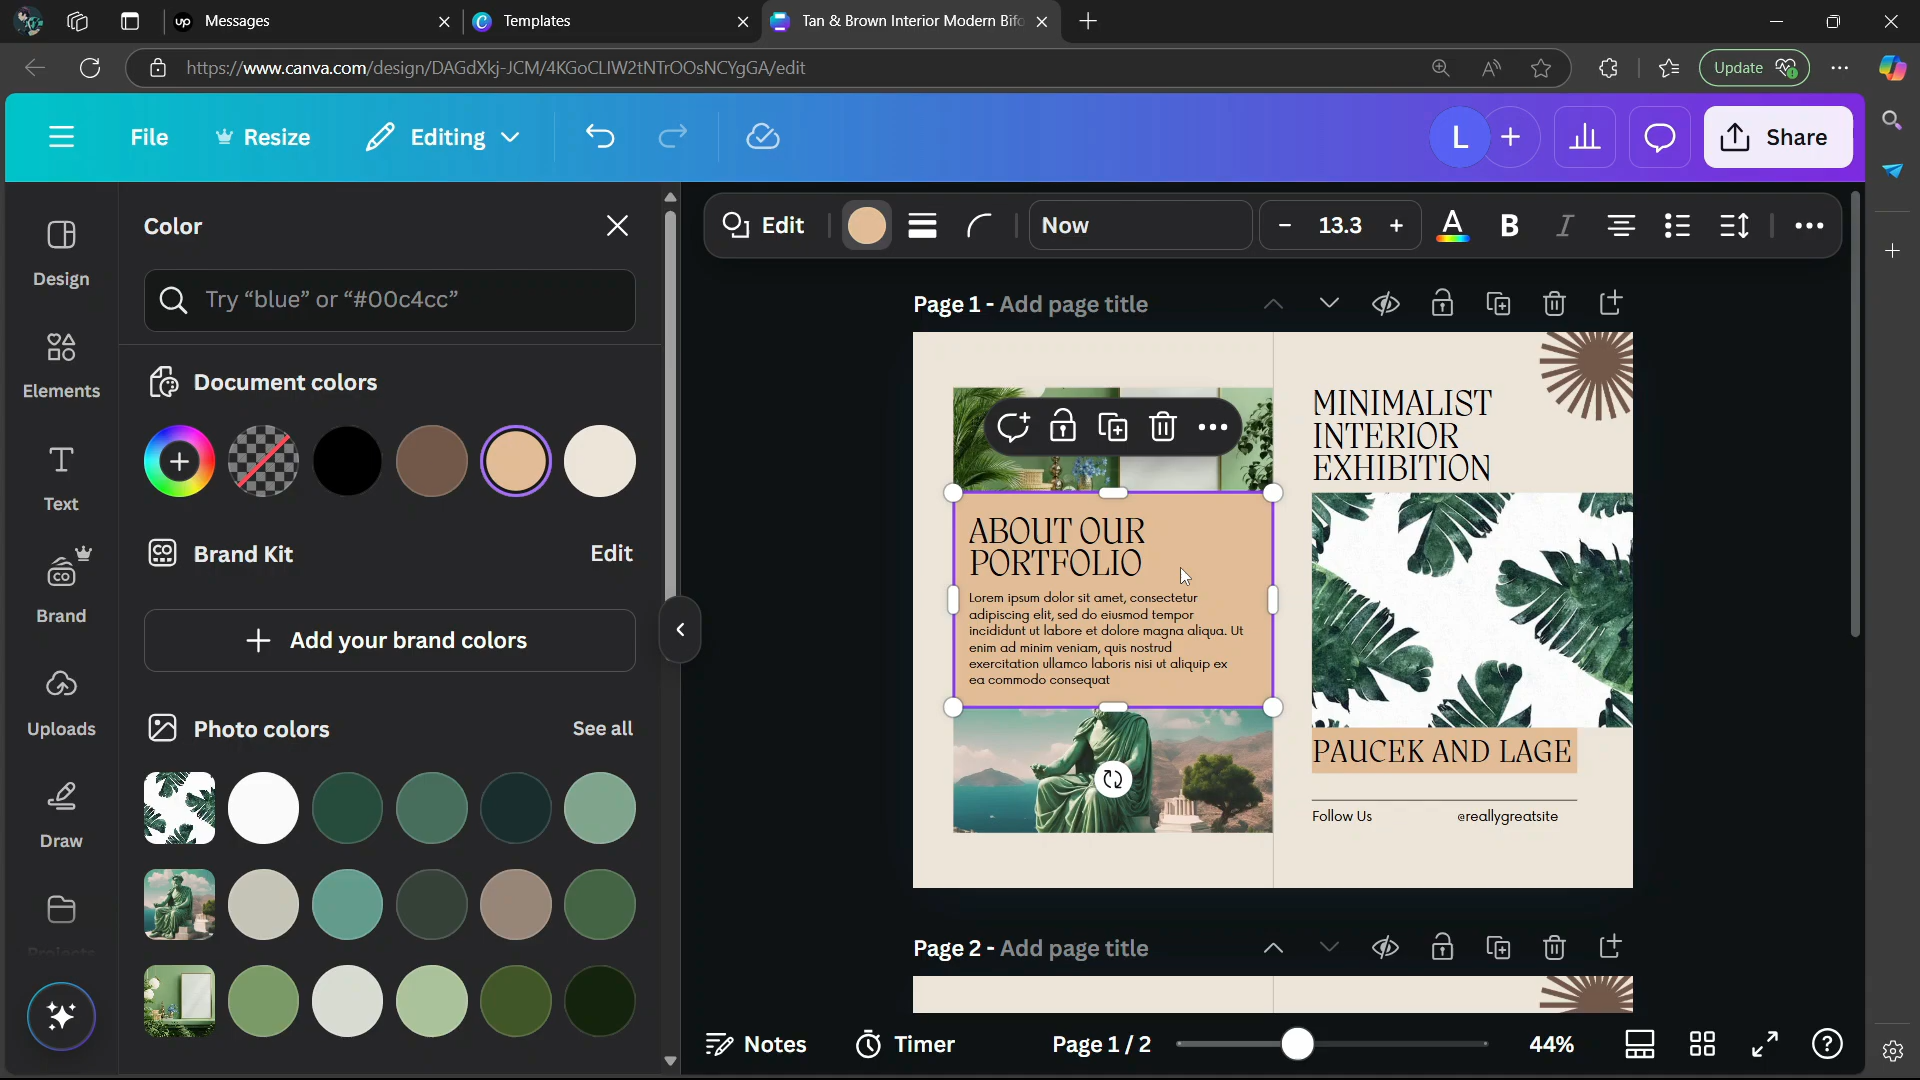 Messages
Templates
Tan & Brown Interior Modern Bifo
https://www.canva.com/design/DAGdXkj-JCM/4KGoCLIW2tNTrOOsNCYgGA/edit
Update
File
Resize
Editing
L
Share
Design
Elements
Text
Brand
Uploads
Draw
Projects
Color
Try “blue” or “#00c4cc”
Document colors
Brand Kit
Edit
Add your brand colors
Photo colors
See all
Edit
Now
– 13.3 +
Page 1 - Add page title
ABOUT OUR
PORTFOLIO
Lorem ipsum dolor sit amet, consectetur
adipiscing elit, sed do eiusmod tempor
incididunt ut labore et dolore magna aliqua. Ut
enim ad minim veniam, quis nostrud
exercitation ullamco laboris nisi ut aliquip ex
ea commodo consequat
MINIMALIST
INTERIOR
EXHIBITION
PAUCEK AND LAGE
Follow Us
@reallygreatsite
Page 2 - Add page title
Notes
Timer
Page 1 / 2
44%